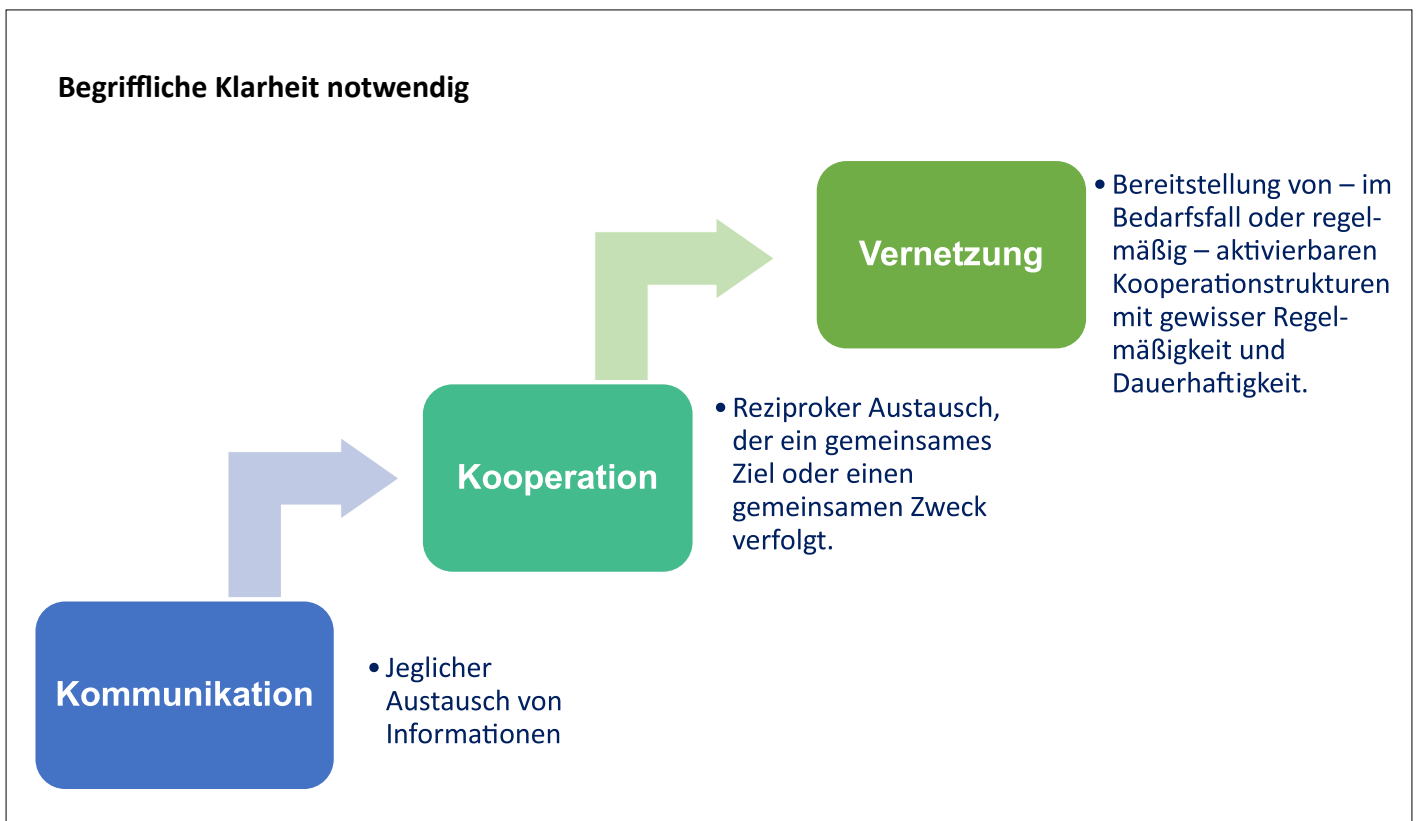 Begriffliche Klarheit notwendig
Vernetzung
• Bereitstellung von – im
Bedarfsfall oder regel-
mäßig – aktivierbaren
Kooperationstrukturen
mit gewisser Regel-
mäßigkeit und
Dauerhaftigkeit.
Kooperation
• Reziproker Austausch,
der ein gemeinsames
Ziel oder einen
gemeinsamen Zweck
verfolgt.
Kommunikation
• Jeglicher
Austausch von
Informationen